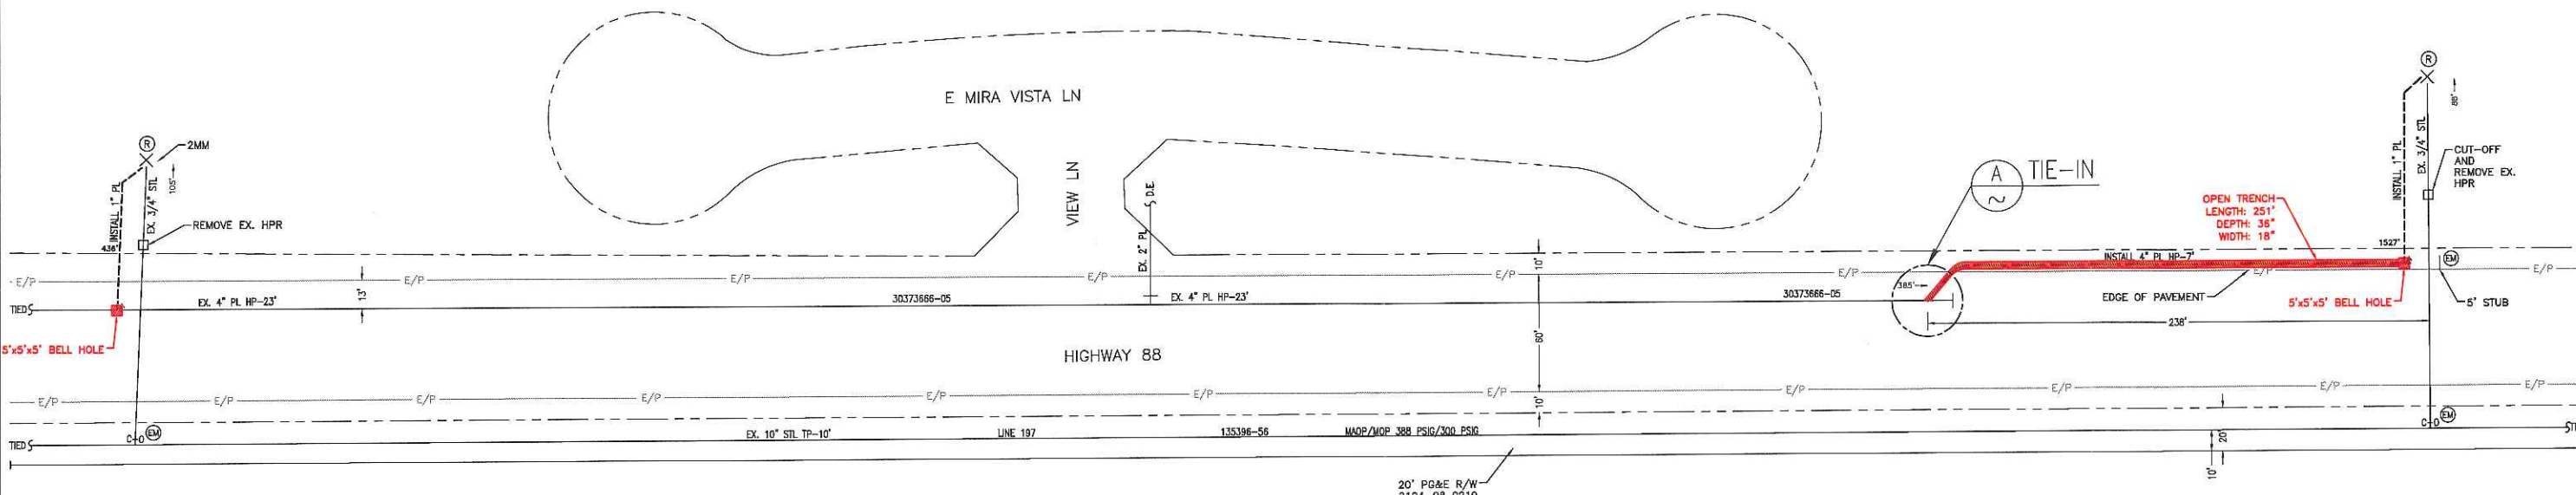 E MIRA VISTA LN
VIEW LN
EX. 2" PL
D.E.
R
2MM
105'
INSTALL 1" PL
EX. 3/4" STL
436'
REMOVE EX. HPR
A
~
TIE-IN
R
88'
INSTALL 1" PL
EX. 3/4" STL
CUT-OFF
AND
REMOVE EX.
HPR
OPEN TRENCH
LENGTH: 251'
DEPTH: 36"
WIDTH: 18"
1527'
EM
INSTALL 4" PL HP-7'
E/P
E/P
E/P
E/P
E/P
E/P
E/P
E/P
10'
13'
385'
EDGE OF PAVEMENT
5'x5'x5' BELL HOLE
5' STUB
TIED
EX. 4" PL HP-23'
30373666-05
EX. 4" PL HP-23'
30373666-05
238'
5'x5'x5' BELL HOLE
60'
HIGHWAY 88
E/P
E/P
E/P
E/P
E/P
E/P
E/P
E/P
E/P
E/P
E/P
10'
TIED
C-O
EM
EX. 10" STL TP-10'
LINE 197
135396-56
MAOP/MOP 388 PSIG/300 PSIG
C-O
EM
20'
10'
20' PG&E R/W